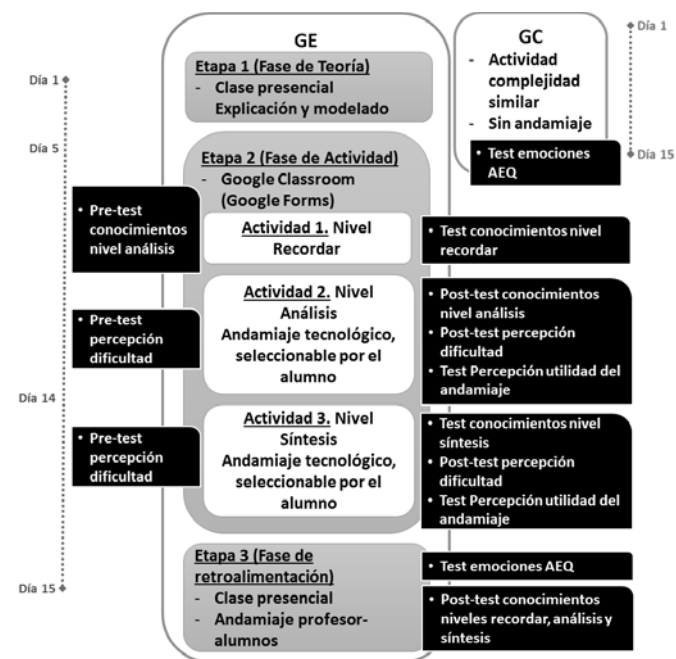 GE
Etapa 1 (Fase de Teoría)
- Clase presencial
Explicación y modelado
Etapa 2 (Fase de Actividad)
- Google Classroom
(Google Forms)
Actividad 1. Nivel
Recordar
Actividad 2. Nivel
Análisis
Andamiaje tecnológico,
seleccionable por el
alumno
Actividad 3. Nivel
Síntesis
Andamiaje tecnológico,
seleccionable por el
alumno
Etapa 3 (Fase de
retroalimentación)
- Clase presencial
- Andamiaje profesor-
alumnos
Día 1
Día 5
Día 14
Día 15
• Pre-test
conocimientos
nivel análisis
• Pre-test
percepción
dificultad
• Pre-test
percepción
dificultad
GC
- Actividad
complejidad
similar
- Sin andamiaje
• Test emociones
AEQ
Día 1
Día 15
• Test conocimientos nivel
recordar
• Post-test conocimientos
nivel análisis
• Post-test percepción
dificultad
• Test Percepción utilidad del
andamiaje
• Test conocimientos nivel
síntesis
• Post-test percepción
dificultad
• Test Percepción utilidad del
andamiaje
• Test emociones AEQ
• Post-test conocimientos
niveles recordar, análisis y
síntesis